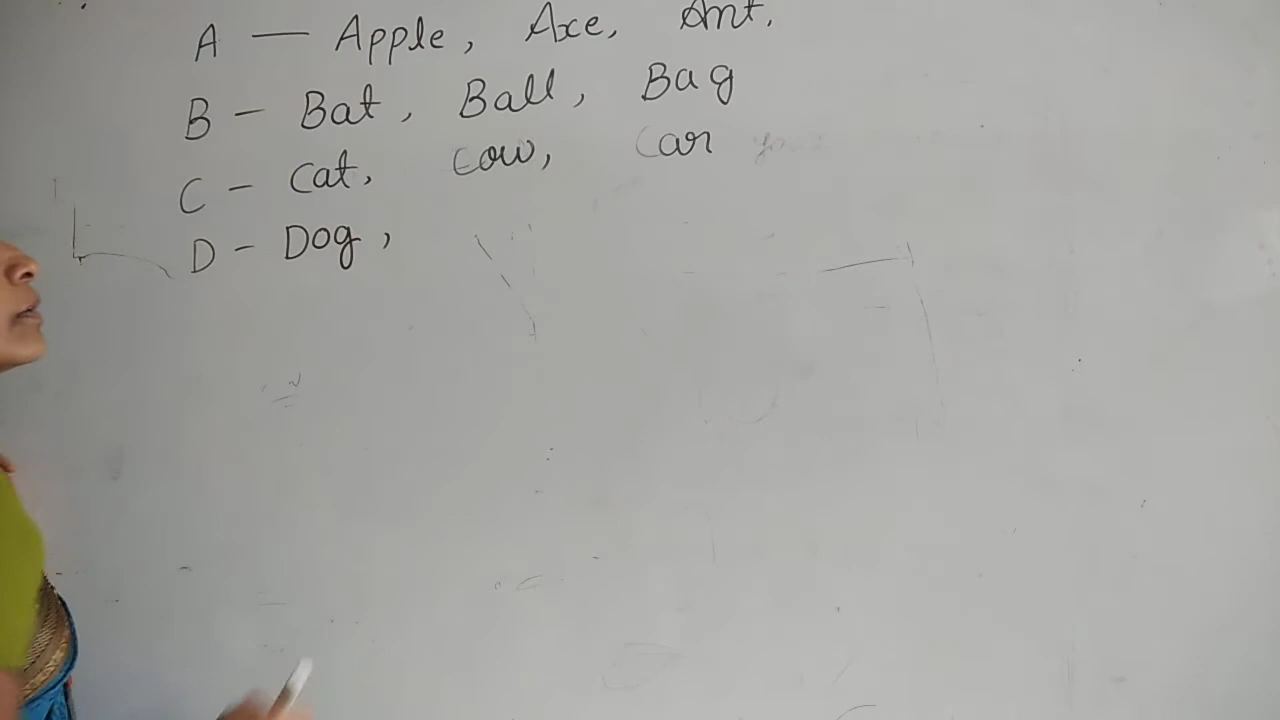 A — Apple, Axe, Ant.
B - Bat, Ball, Bag
C - Cat, Cow, Car
D - Dog,